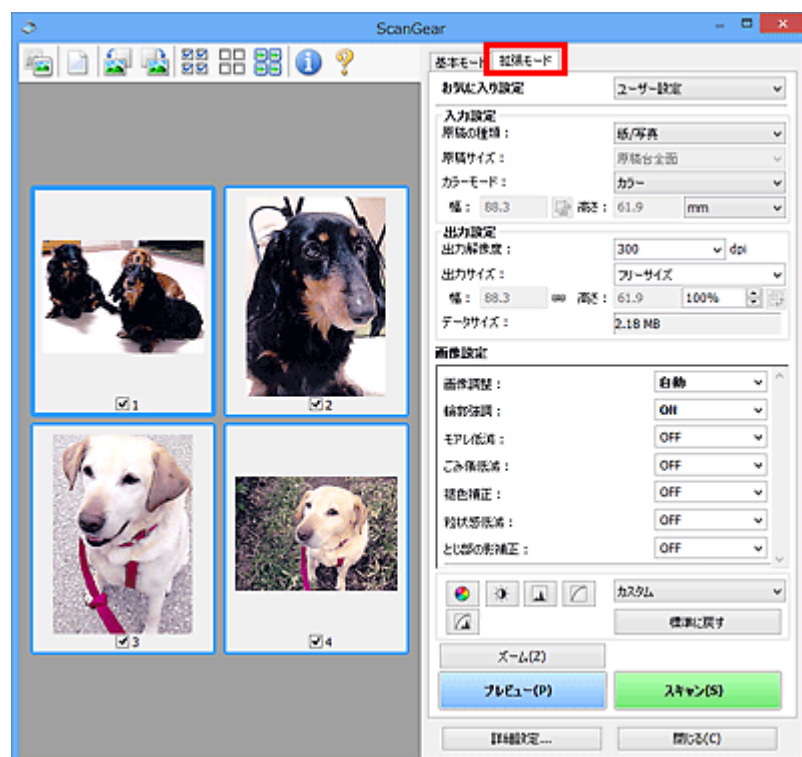 ScanGear
基本モード 拡張モード
お気に入り設定 ユーザー設定
入力設定
原稿の種類： 紙/写真
原稿サイズ： 原稿台全面
カラーモード： カラー
幅： 88.3 高さ： 61.9 mm
出力設定
出力解像度： 300 dpi
出力サイズ： フリーサイズ
幅： 88.3 高さ： 61.9 100%
データサイズ： 2.18 MB
画像設定
画像調整： 自動
輪郭強調： ON
モアレ低減： OFF
ごみ傷低減： OFF
褪色補正： OFF
粒状感低減： OFF
とじ部の影補正： OFF
カスタム
標準に戻す
ズーム(Z)
プレビュー(P) スキャン(S)
詳細設定... 閉じる(C)
1
2
3
4